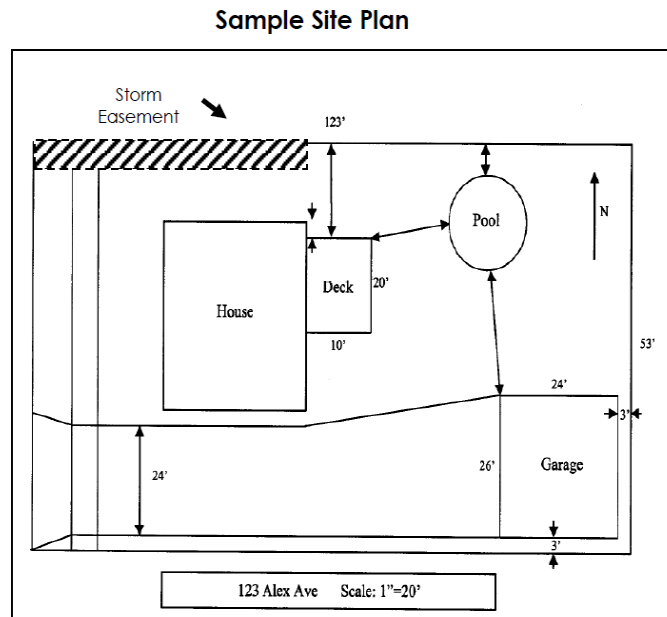 Sample Site Plan
Storm
Easement
123'
N
Pool
Deck
20'
House
10'
53'
24'
3'
24'
26'
Garage
3'
123 Alex Ave Scale: 1”=20’